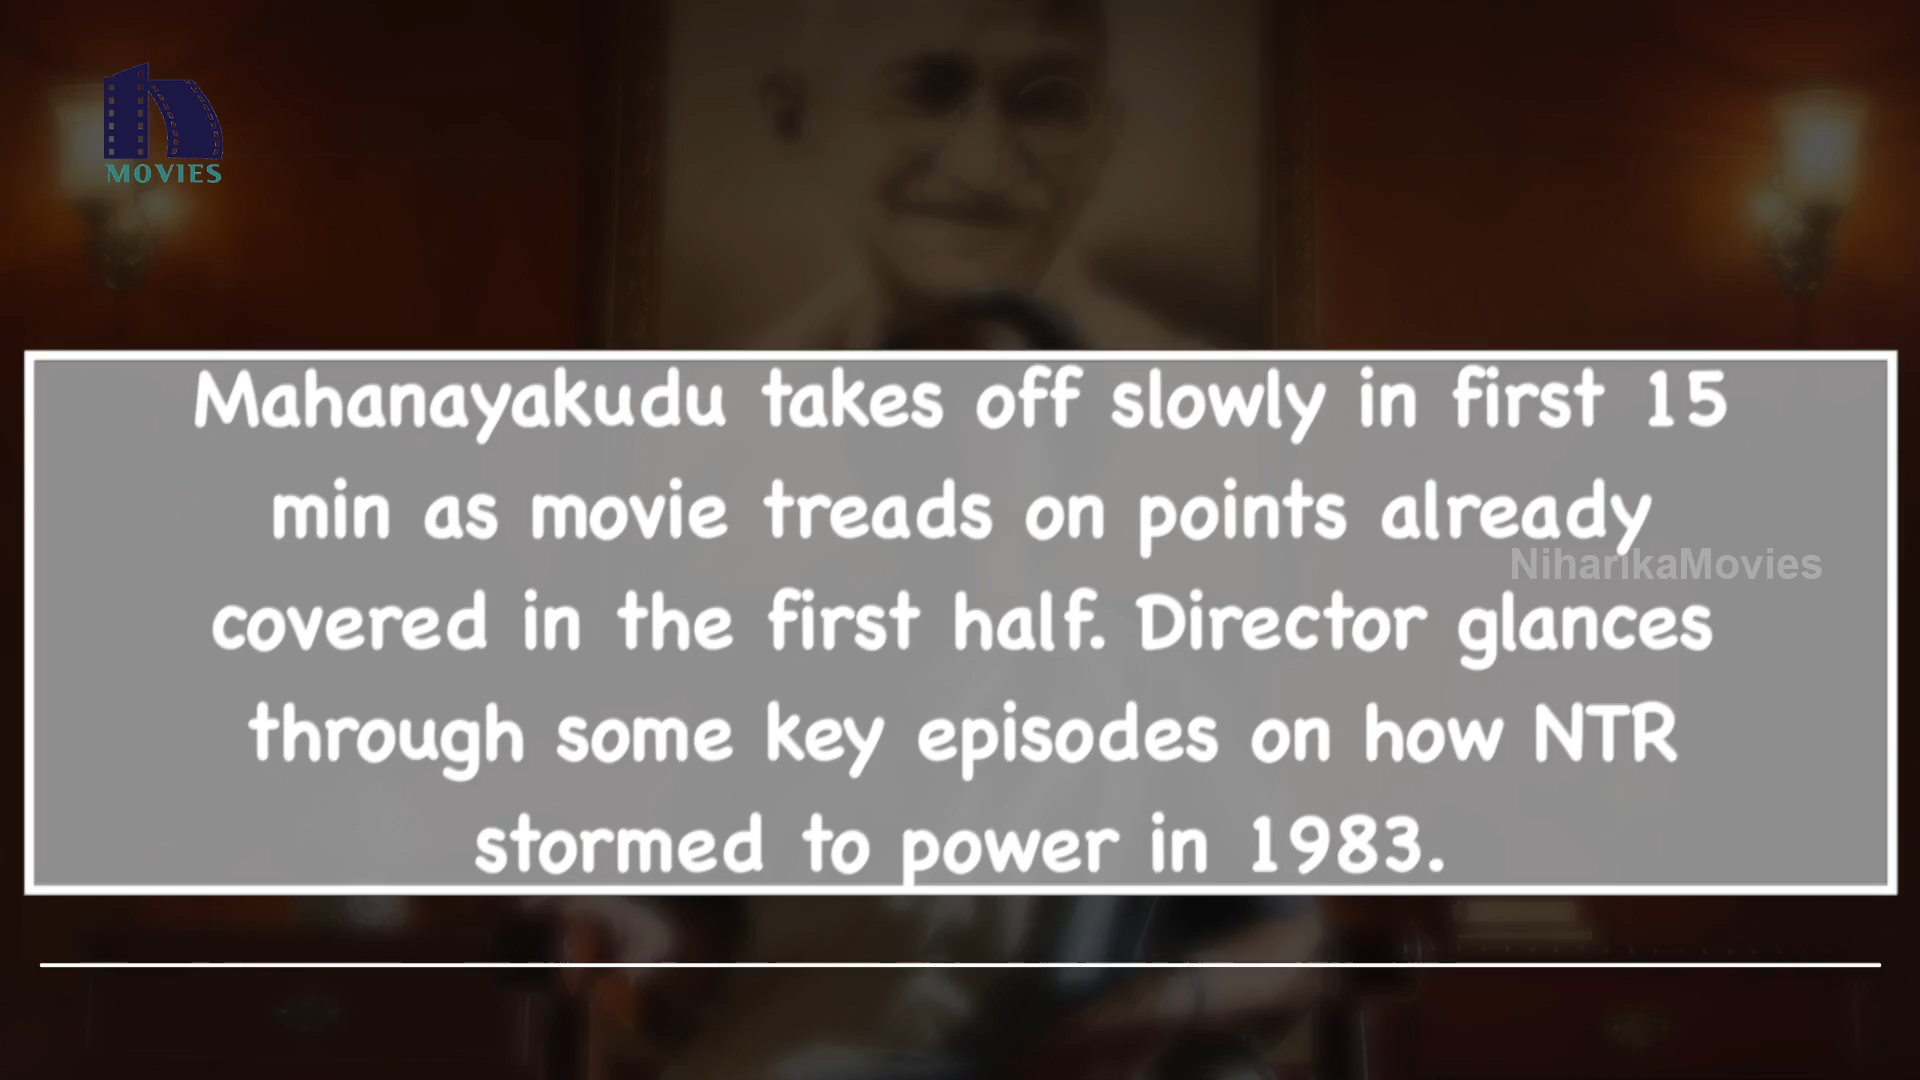 MOVIES
Mahanayakudu takes off slowly in first 15
min as movie treads on points already
NiharikaMovies
covered in the first half. Director glances
through some key episodes on how NTR
stormed to power in 1983.